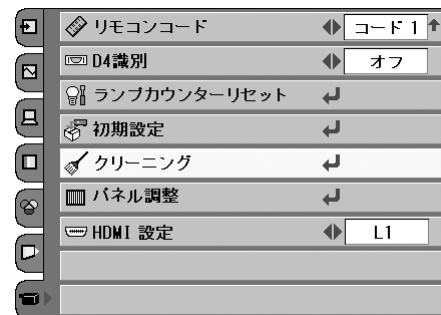 リモコンコード コード 1
D4識別 オフ
ランプカウンターリセット
初期設定
クリーニング
パネル調整
HDMI 設定 L1